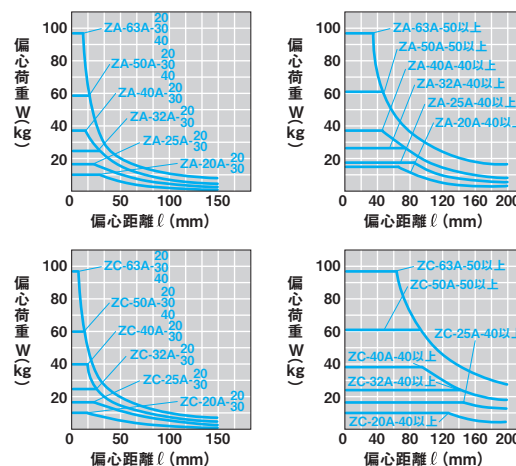 偏心荷重W(kg)
100
80
60
40
20
0
50
100
150
偏心距離ℓ(mm)
ZA-63A-20 30 40
ZA-50A-20 30 40
ZA-40A-20 30
ZA-32A-20 30
ZA-25A-20 30
ZA-20A-20 30
偏心荷重W(kg)
100
80
60
40
20
0
40
80
120
160
200
偏心距離ℓ(mm)
ZA-63A-50以上
ZA-50A-50以上
ZA-40A-40以上
ZA-32A-40以上
ZA-25A-40以上
ZA-20A-40以上
偏心荷重W(kg)
100
80
60
40
20
0
50
100
150
偏心距離ℓ(mm)
ZC-63A-20 30 40
ZC-50A-20 30 40
ZC-40A-20 30
ZC-32A-20 30
ZC-25A-20 30
ZC-20A-20 30
偏心荷重W(kg)
100
80
60
40
20
0
40
80
120
160
200
偏心距離ℓ(mm)
ZC-63A-50以上
ZC-50A-50以上
ZC-25A-40以上
ZC-40A-40以上
ZC-32A-40以上
ZC-20A-40以上